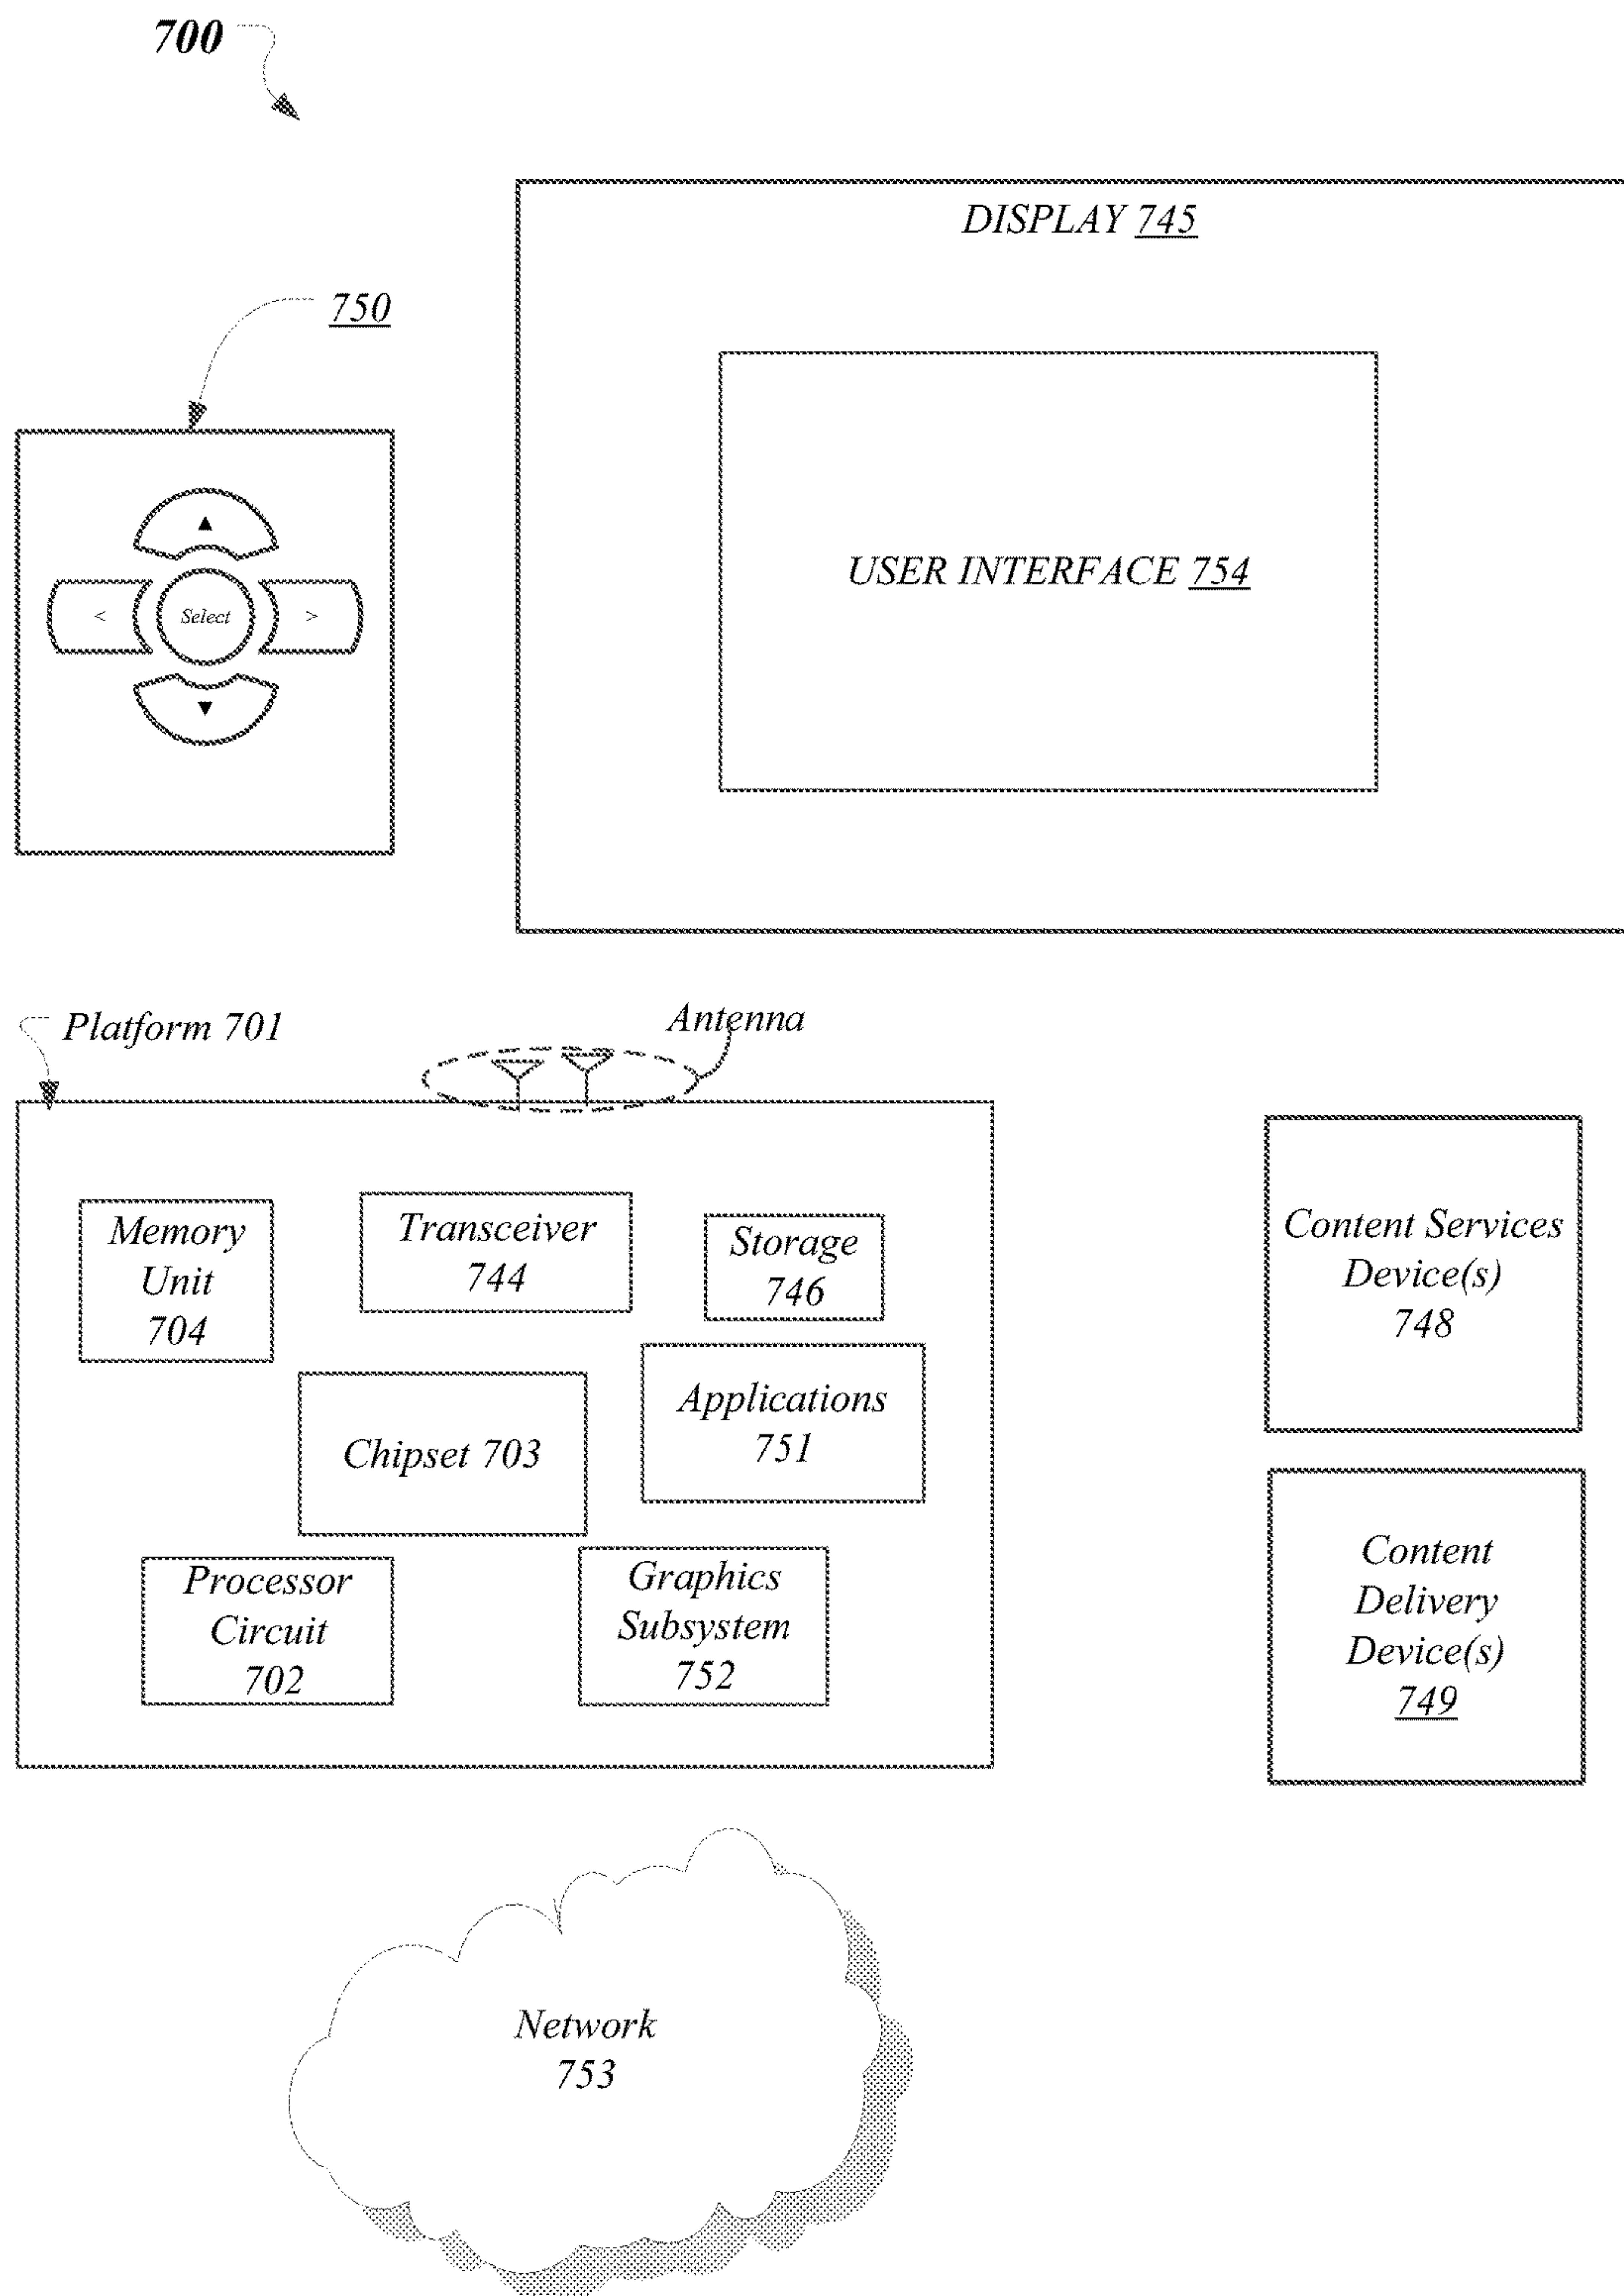 700
DISPLAY 745
750
USER INTERFACE 754
▲
< Select >
▼
Platform 701
Antenna
Memory
Unit
704
Transceiver
744
Storage
746
Chipset 703
Applications
751
Processor
Circuit
702
Graphics
Subsystem
752
Content Services
Device(s)
748
Content
Delivery
Device(s)
749
Network
753